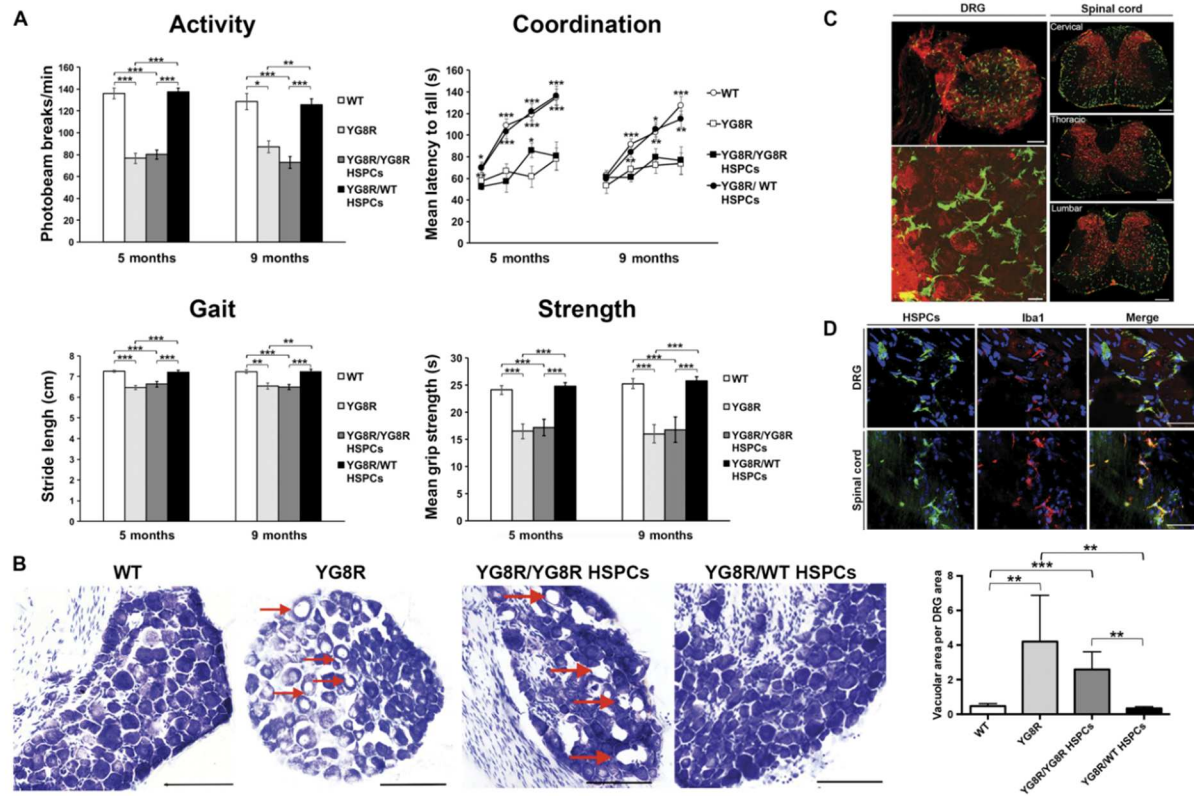 A
Activity
Photobeam breaks/min
160
140
120
100
80
60
40
20
0
***
***
***
***
**
***
*
***
5 months
9 months
WT
YG8R
YG8R/YG8R
HSPCs
YG8R/WT
HSPCs
Coordination
Mean latency to fall (s)
160
140
120
100
80
60
40
20
0
5 months
9 months
WT
YG8R
YG8R/YG8R
HSPCs
YG8R/ WT
HSPCs
Gait
Stride lengh (cm)
8
7
6
5
4
3
2
1
0
***
***
***
***
**
***
**
***
5 months
9 months
WT
YG8R
YG8R/YG8R
HSPCs
YG8R/WT
HSPCs
Strength
Mean grip strength (s)
30
25
20
15
10
5
0
***
***
***
***
***
***
***
***
5 months
9 months
WT
YG8R
YG8R/YG8R
HSPCs
YG8R/WT
HSPCs
B
WT
YG8R
YG8R/YG8R HSPCs
YG8R/WT HSPCs
Vacuolar area per DRG area
8
6
4
2
0
**
***
**
**
WT
YG8R
YG8R/YG8R HSPCs
YG8R/WT HSPCs
C
DRG
Spinal cord
Cervical
Thoracic
Lumbar
D
HSPCs
Iba1
Merge
DRG
Spinal cord